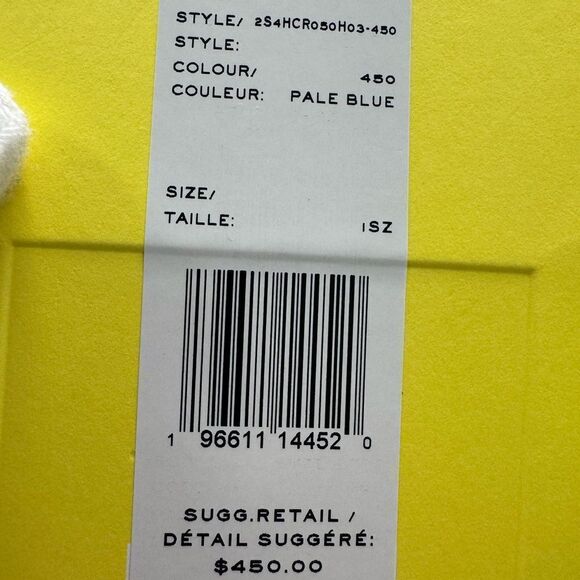 STYLE/ 2S4HCR050H03-450
STYLE:
COLOUR/ 450
COULEUR: PALE BLUE
SIZE/
TAILLE: 1SZ
1 96611 14452 0
SUGG.RETAIL /
DÉTAIL SUGGÉRÉ:
$450.00